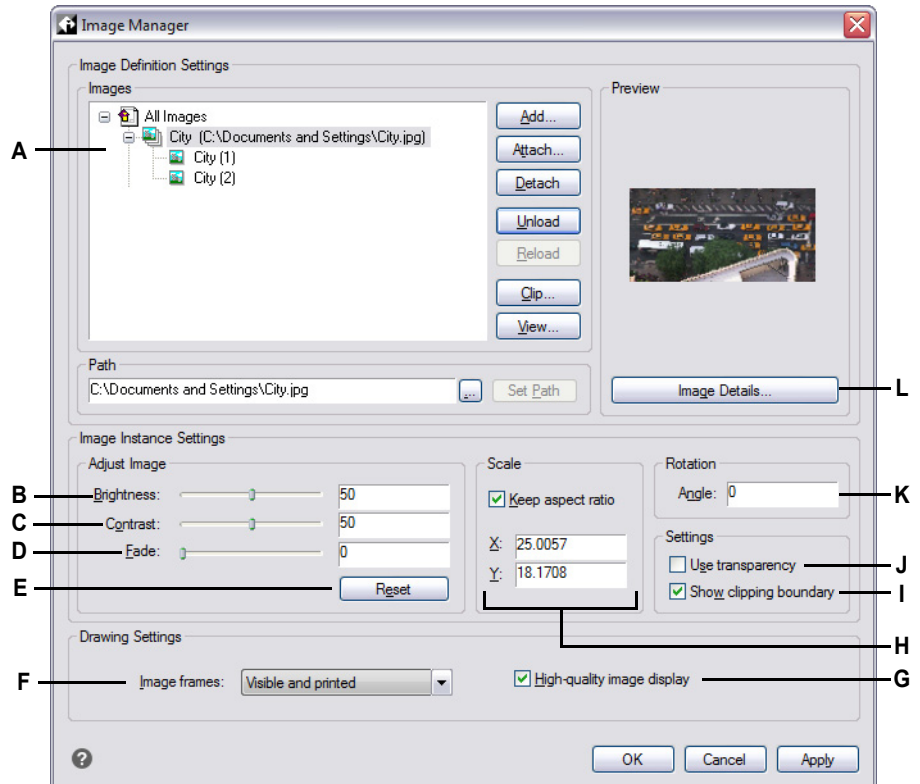 Image Manager
Image Definition Settings
Images
Preview
All Images
Add...
City (C:\Documents and Settings\City.jpg)
A
City (1)
Attach...
City (2)
Detach
Unload
Reload
Clip...
View...
Path
C:\Documents and Settings\City.jpg
...
Set Path
Image Details...
L
Image Instance Settings
Adjust Image
Scale
Rotation
B
Brightness:
50
Keep aspect ratio
Angle: 0
K
C
Contrast:
50
D
Fade:
0
X: 25.0057
Settings
Use transparency
J
E
Reset
Y: 18.1708
Show clipping boundary
I
H
Drawing Settings
F
Image frames:
Visible and printed
High-quality image display
G
?
OK
Cancel
Apply